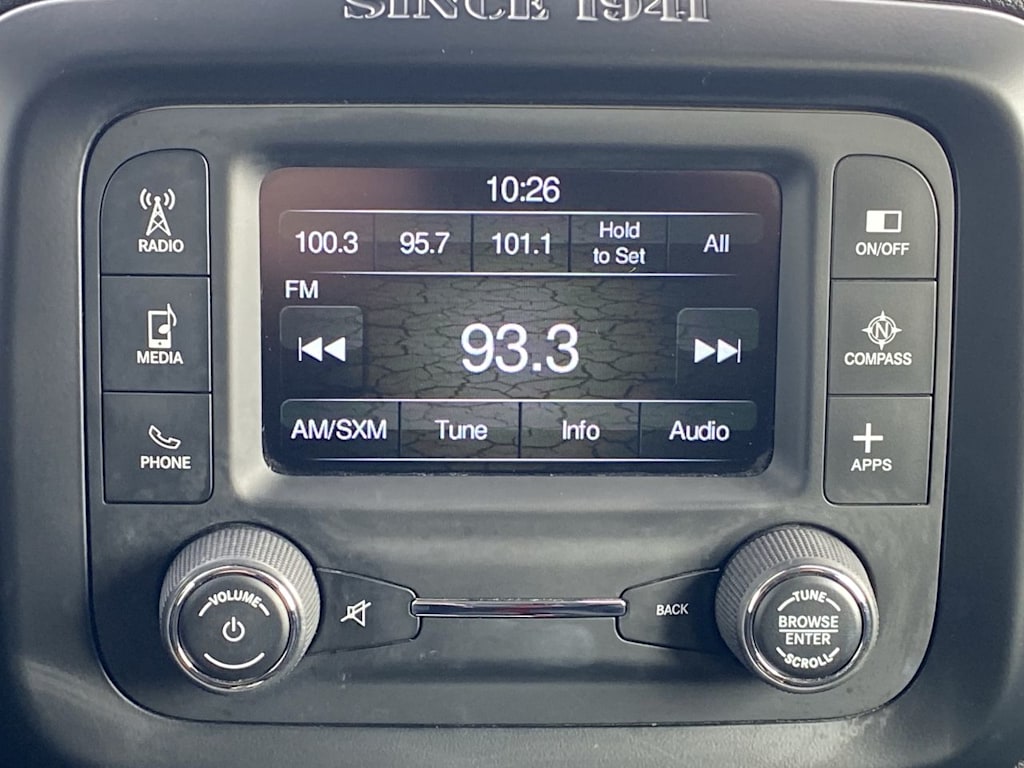 SINCE 1941
10:26
100.3 95.7 101.1 Hold to Set All
FM
93.3
AM/SXM Tune Info Audio
RADIO
MEDIA
PHONE
ON/OFF
N
COMPASS
APPS
VOLUME
BACK
TUNE
BROWSE
ENTER
SCROLL